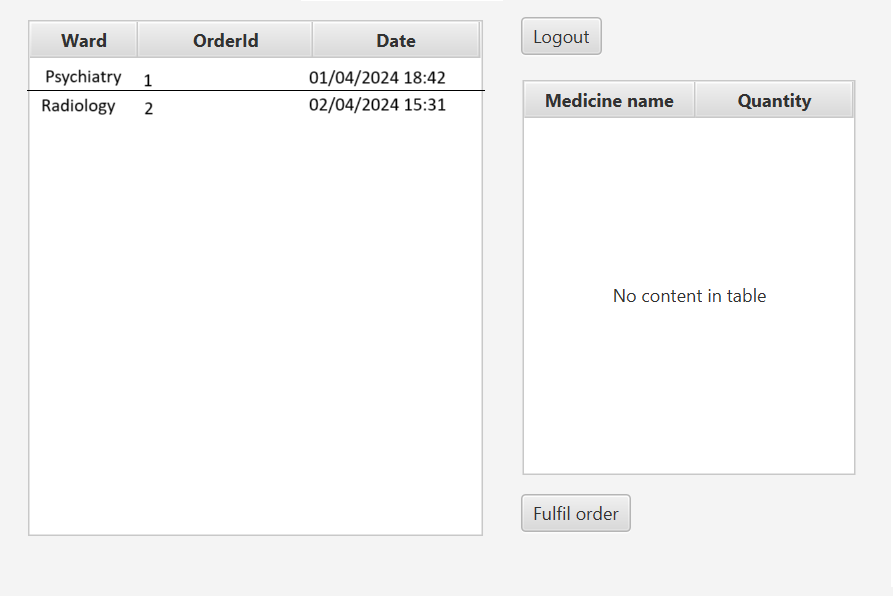 Ward OrderId Date
Psychiatry 1 01/04/2024 18:42
Radiology 2 02/04/2024 15:31
Logout
Medicine name Quantity
No content in table
Fulfil order